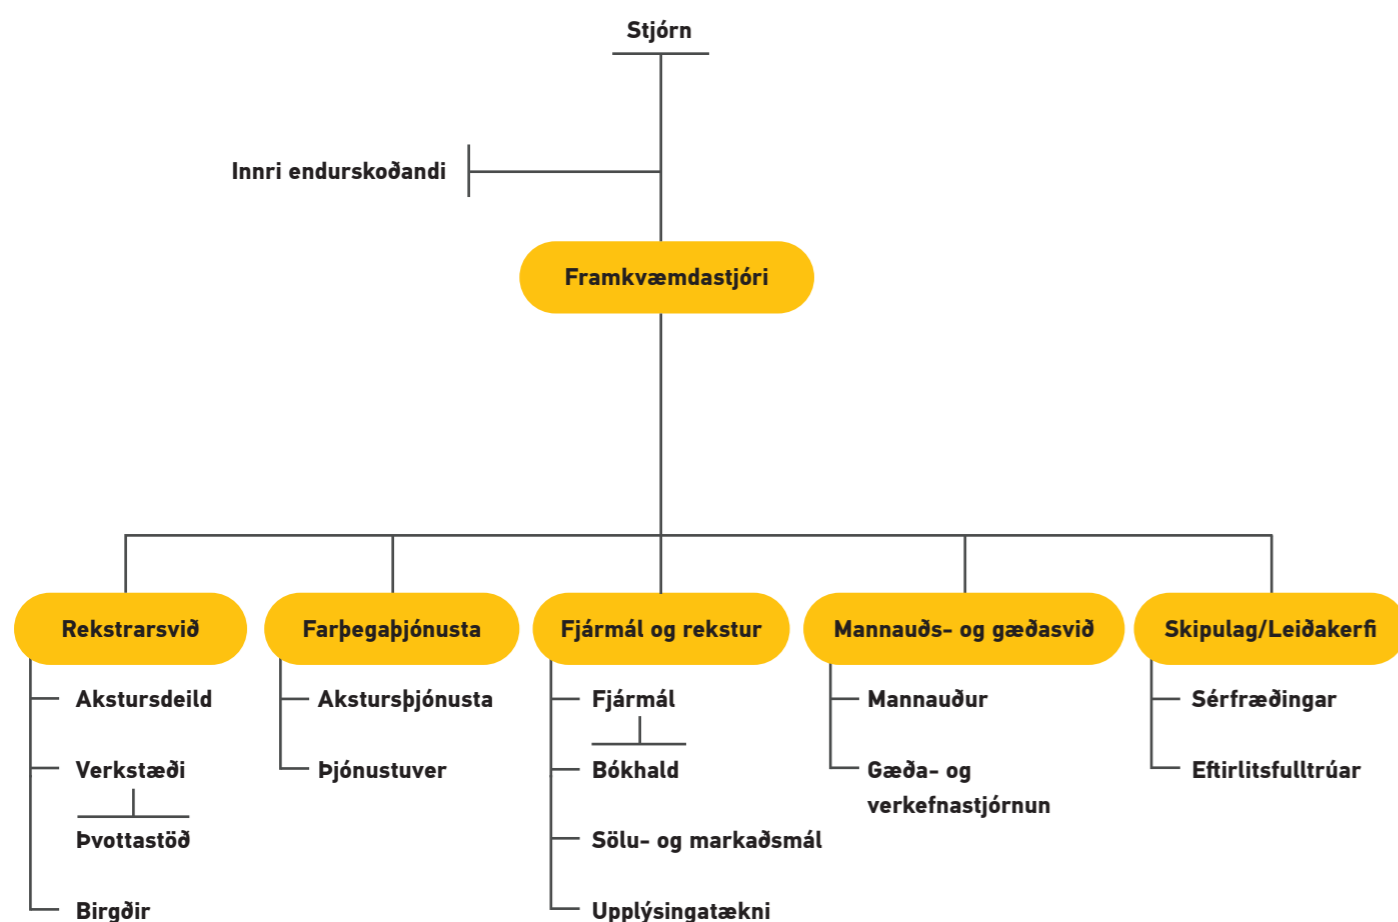 Stjórn
Innri endurskoðandi
Framkvæmdastjóri
Rekstrarsvið
Akstursdeild
Verkstæði
Þvottastöð
Birgðir
Farþegaþjónusta
Akstursþjónusta
Þjónustuver
Fjármál og rekstur
Fjármál
Bókhald
Sölu- og markaðsmál
Upplýsingatækni
Mannauðs- og gæðasvið
Mannauður
Gæða- og
verkefnastjórnun
Skipulag/Leiðakerfi
Sérfræðingar
Eftirlitsfulltrúar